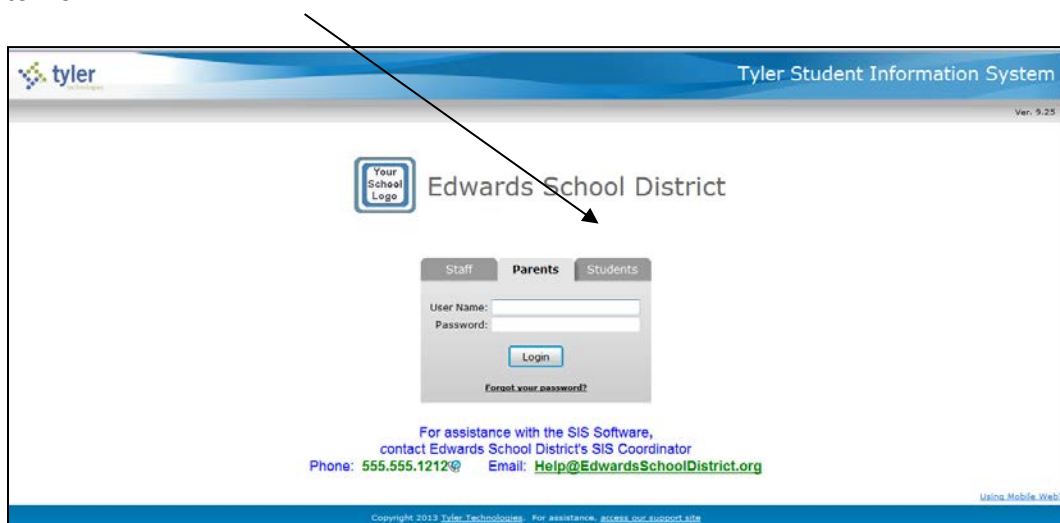 tyler
technologies
Tyler Student Information System
Ver. 9.25
Your
School
Logo
Edwards School District
Staff Parents Students
User Name:
Password:
Login
Forgot your password?
For assistance with the SIS Software,
contact Edwards School District's SIS Coordinator
Phone: 555.555.1212 Email: Help@EdwardsSchoolDistrict.org
Using Mobile Web
Copyright 2013 Tyler Technologies. For assistance, access our support site